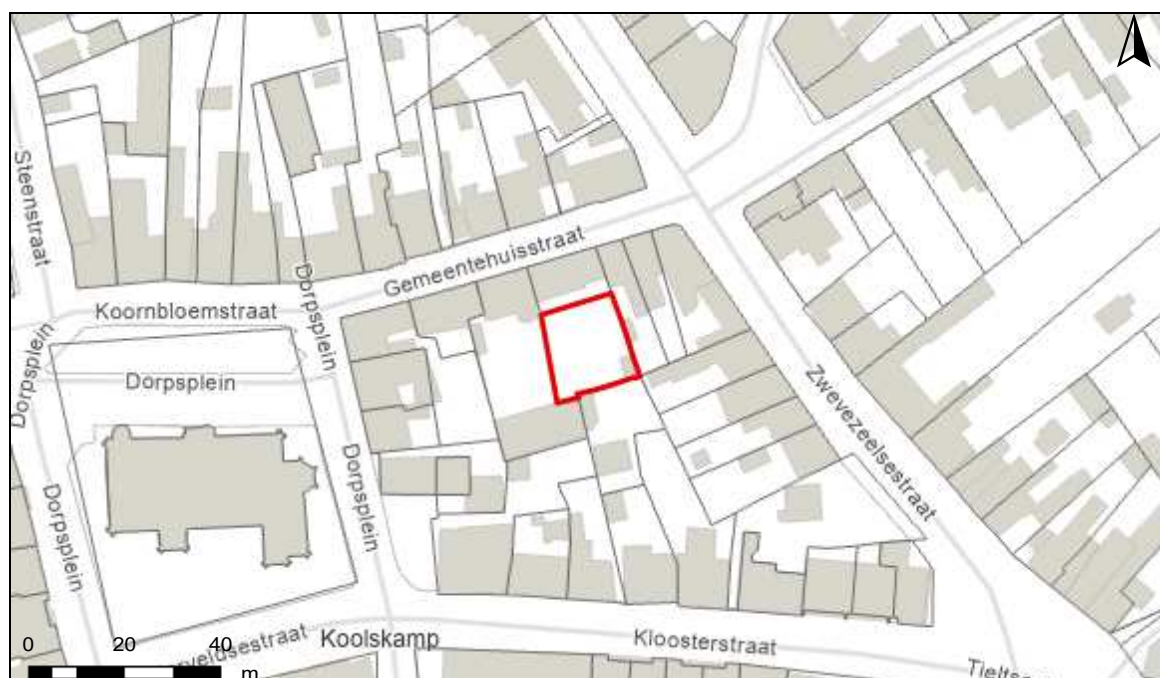 Steenstraat
Gemeentehuisstraat
Dorpsplein
Koornbloemstraat
Dorpsplein
Dorpsplein
Zwevezeelsestraat
Dorpsplein
Dorpsplein
Koolskamp
Kloosterstraat
0 20 40
m